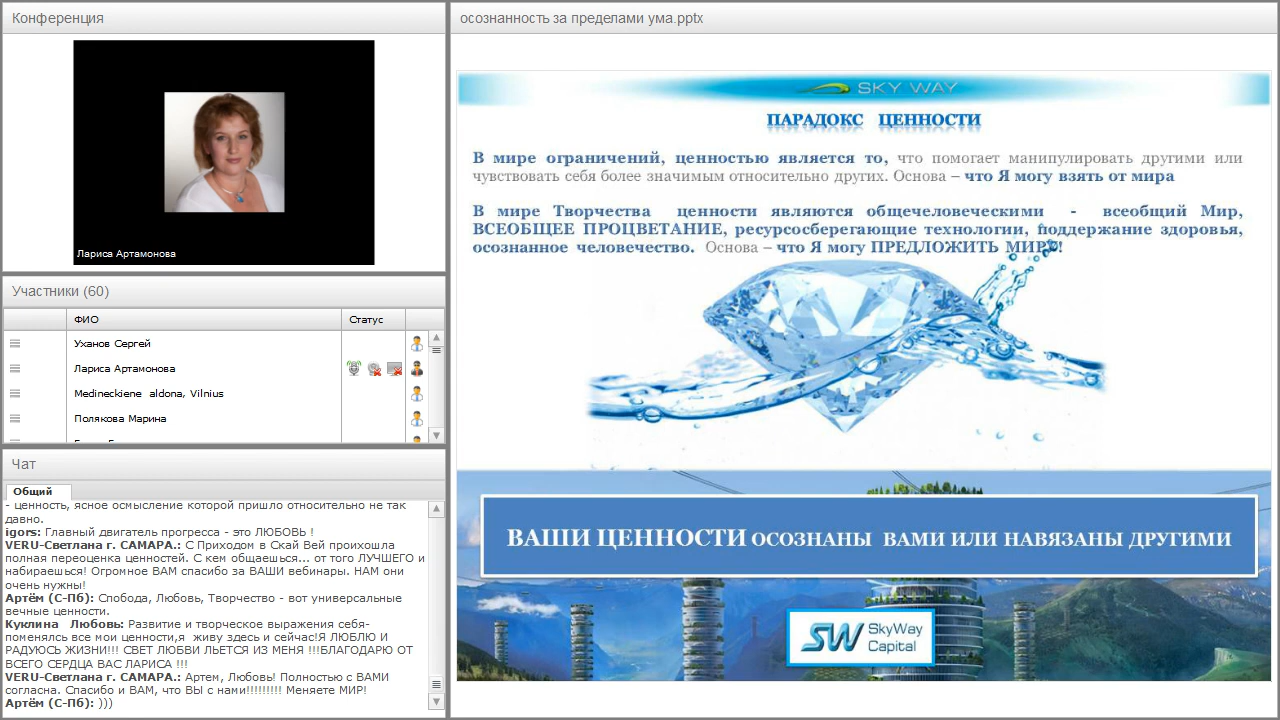 Конференция
Лариса Артамонова
Участники (60)
ФИО
Статус
Уханов Сергей
Лариса Артамонова
Medineckiene aldona, Vilnius
Полякова Марина
Чат
Общий
- ценность, ясное осмысление которой пришло относительно не так
давно.
igors: Главный двигатель прогресса - это ЛЮБОВЬ !
VERU-Светлана г. САМАРА.: С Приходом в Скай Вей проихошла
полная переоценка ценностей. С кем общаешься... от того ЛУЧШЕГО и
набираешься! Огромное ВАМ спасибо за ВАШИ вебинары. НАМ они
очень нужны!
Артём (С-Пб): Слобода, Любовь, Творчество - вот универсальные
вечные ценности.
Куклина Любовь: Развитие и творческое выражения себя-
поменялсь все мои ценности,я живу здесь и сейчас!Я ЛЮБЛЮ И
РАДУЮСЬ ЖИЗНИ!!! СВЕТ ЛЮБВИ ЛЬЁТСЯ ИЗ МЕНЯ !!!БЛАГОДАРЮ ОТ
ВСЕГО СЕРДЦА ВАС ЛАРИСА !!!
VERU-Светлана г. САМАРА.: Артем, Любовь! Полностью с ВАМИ
согласна. Спасибо и ВАМ, что ВЫ с нами!!!!!!!!! Меняете МИР!
Артём (С-Пб): )))
осознанность за пределами ума.pptx
SKY WAY
ПАРАДОКС ЦЕННОСТИ
В мире ограничений, ценностью является то, что помогает манипулировать другими или
чувствовать себя более значимым относительно других. Основа – что Я могу взять от мира
В мире Творчества ценности являются общечеловеческими - всеобщий Мир,
ВСЕОБЩЕЕ ПРОЦВЕТАНИЕ, ресурсосберегающие технологии, поддержание здоровья,
осознанное человечество. Основа – что Я могу ПРЕДЛОЖИТЬ МИРУ!
ВАШИ ЦЕННОСТИ ОСОЗНАНЫ ВАМИ ИЛИ НАВЯЗАНЫ ДРУГИМИ
SW SkyWay
Capital